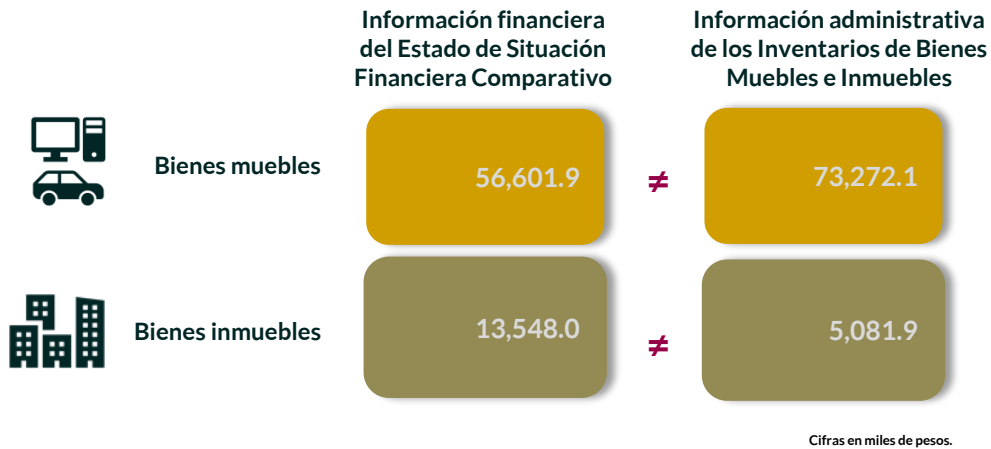 Información financiera
del Estado de Situación
Financiera Comparativo
Información administrativa
de los Inventarios de Bienes
Muebles e Inmuebles
Bienes muebles
56,601.9
≠
73,272.1
Bienes inmuebles
13,548.0
≠
5,081.9
Cifras en miles de pesos.